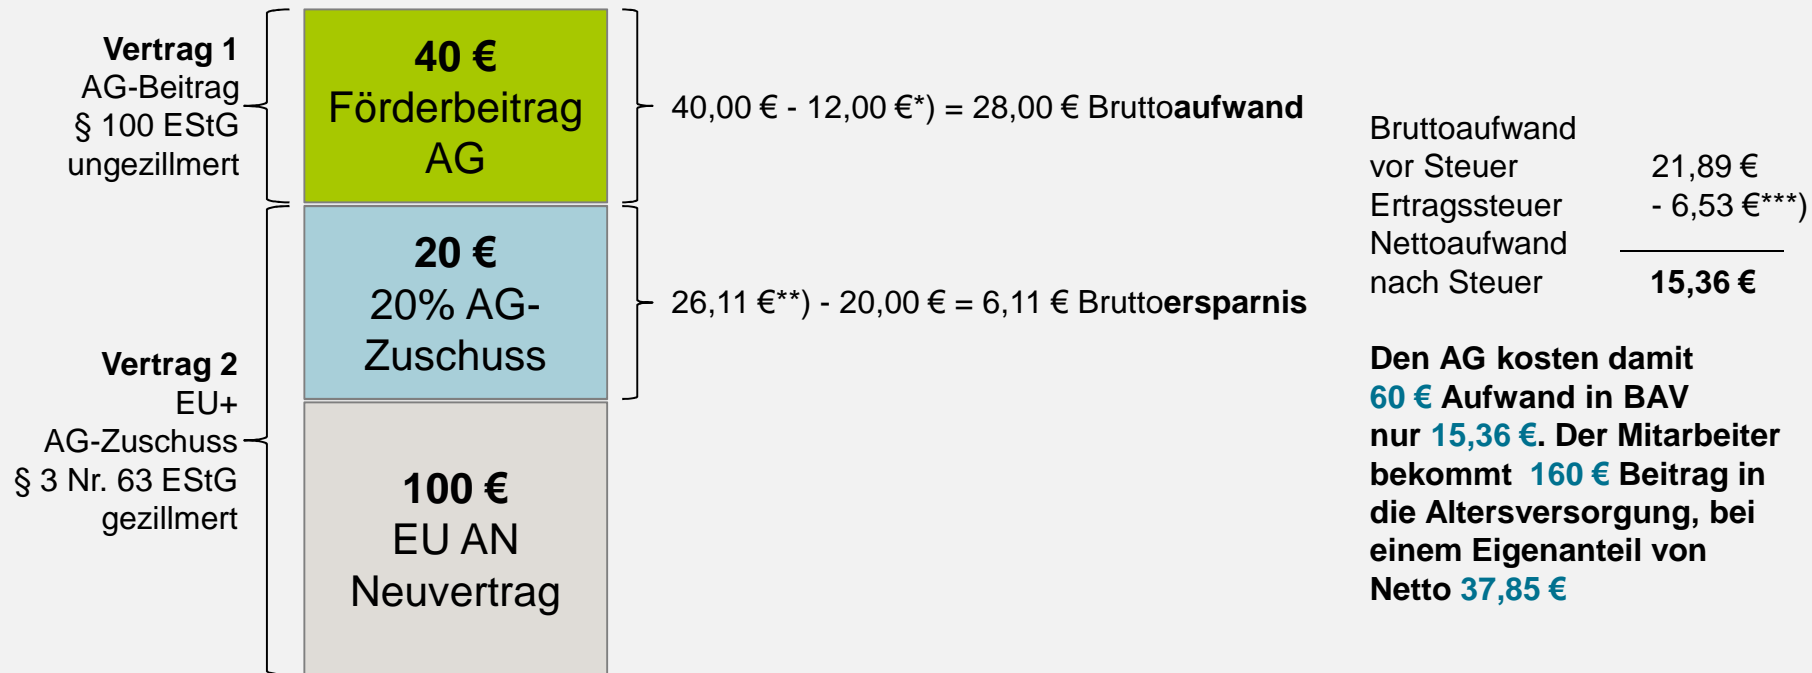 Vertrag 1
AG-Beitrag
§ 100 EStG
ungezillmert
40 €
Förderbeitrag
AG
40,00 € - 12,00 €*) = 28,00 € Bruttoaufwand
20 €
20% AG-
Zuschuss
26,11 €**) - 20,00 € = 6,11 € Bruttoersparnis
Vertrag 2
EU+
AG-Zuschuss
§ 3 Nr. 63 EStG
gezillmert
100 €
EU AN
Neuvertrag
Bruttoaufwand
vor Steuer 21,89 €
Ertragssteuer - 6,53 €***)
Nettoaufwand
nach Steuer 15,36 €
Den AG kosten damit
60 € Aufwand in BAV
nur 15,36 €. Der Mitarbeiter
bekommt 160 € Beitrag in
die Altersversorgung, bei
einem Eigenanteil von
Netto 37,85 €